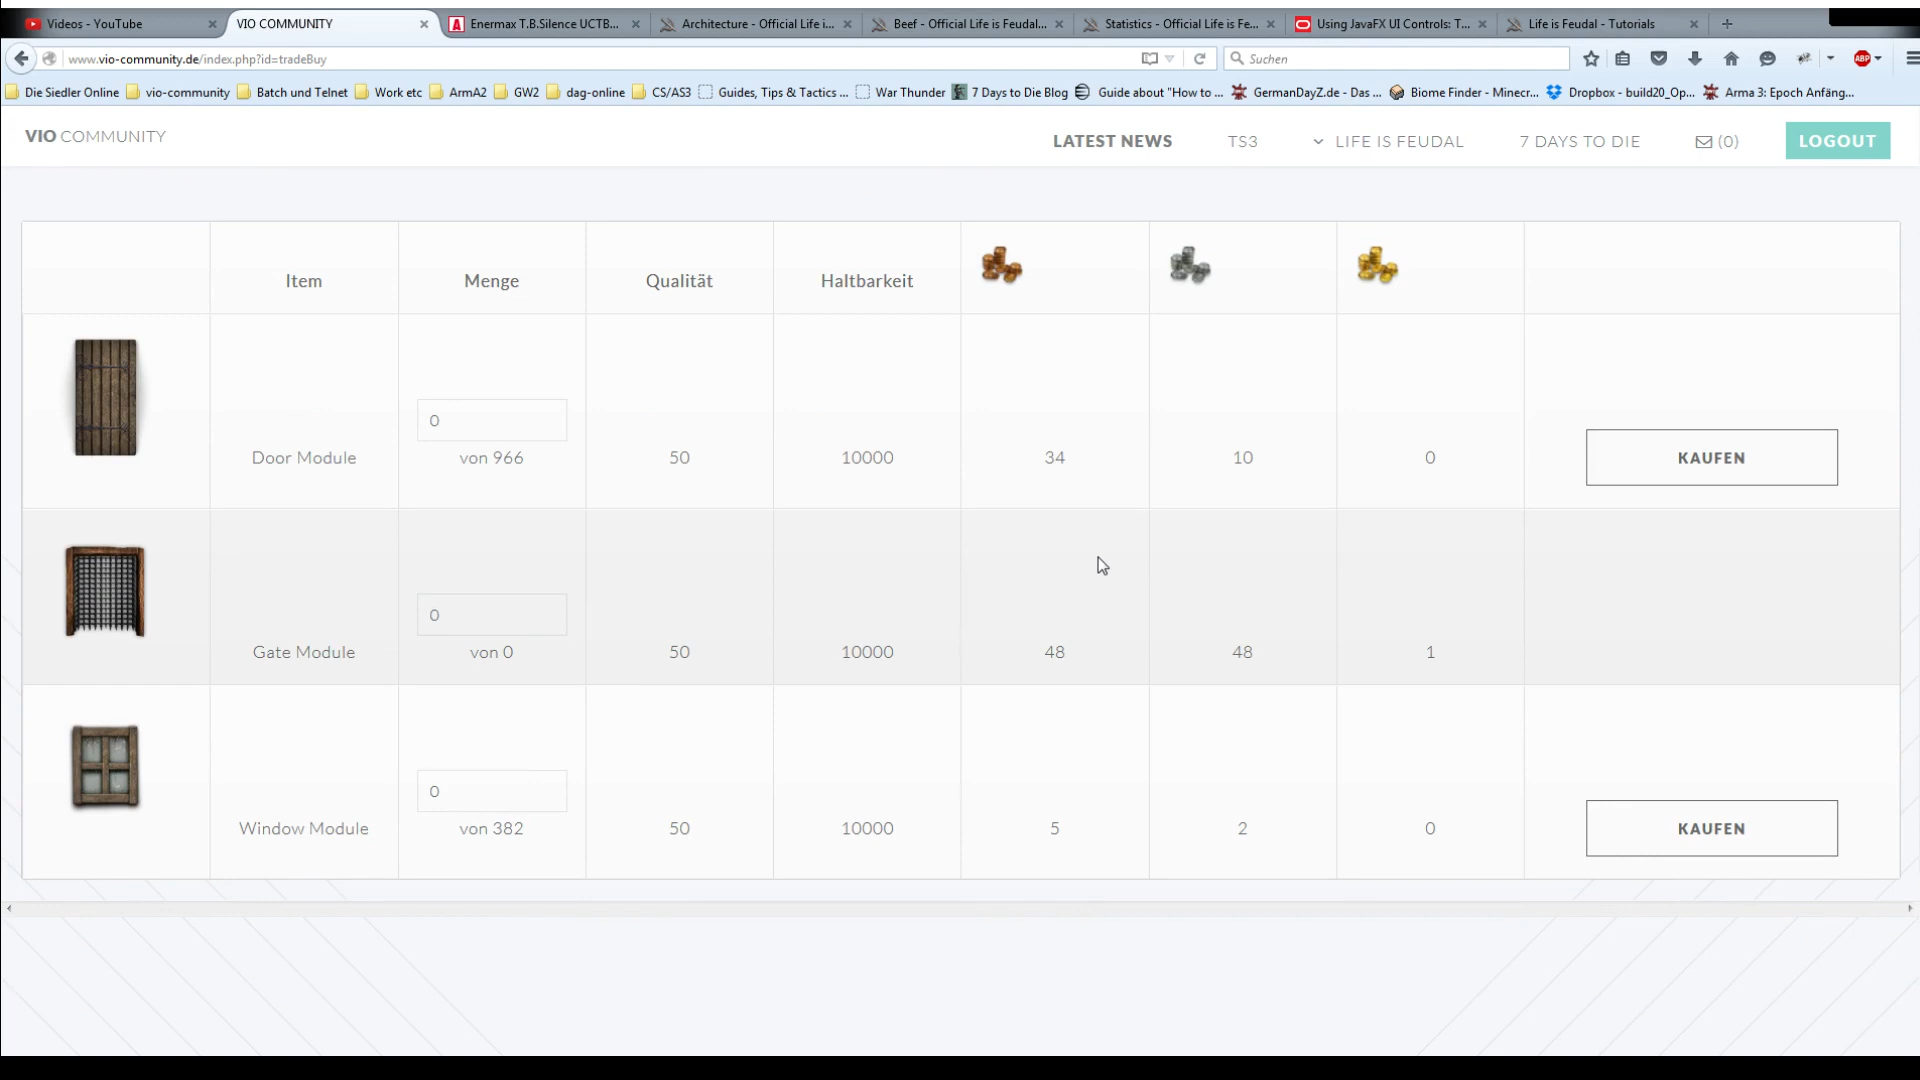 Videos - YouTube
VIO COMMUNITY
Enermax T.B.Silence UCTB...
Architecture - Official Life i...
Beef - Official Life is Feudal...
Statistics - Official Life is Fe...
Using JavaFX UI Controls: T...
Life is Feudal - Tutorials
www.vio-community.de/index.php?id=tradeBuy
Suchen
ABP
Die Siedler Online
vio-community
Batch und Telnet
Work etc
ArmA2
GW2
dag-online
CS/AS3
Guides, Tips & Tactics ...
War Thunder
7 Days to Die Blog
Guide about "How to ...
GermanDayZ.de - Das ...
Biome Finder - Minecr...
Dropbox - build20_Op...
Arma 3: Epoch Anfäng...
VIO COMMUNITY
LATEST NEWS
TS3
LIFE IS FEUDAL
7 DAYS TO DIE
(0)
LOGOUT
Item
Menge
Qualität
Haltbarkeit
0
Door Module
von 966
50
10000
34
10
0
KAUFEN
0
Gate Module
von 0
50
10000
48
48
1
0
Window Module
von 382
50
10000
5
2
0
KAUFEN